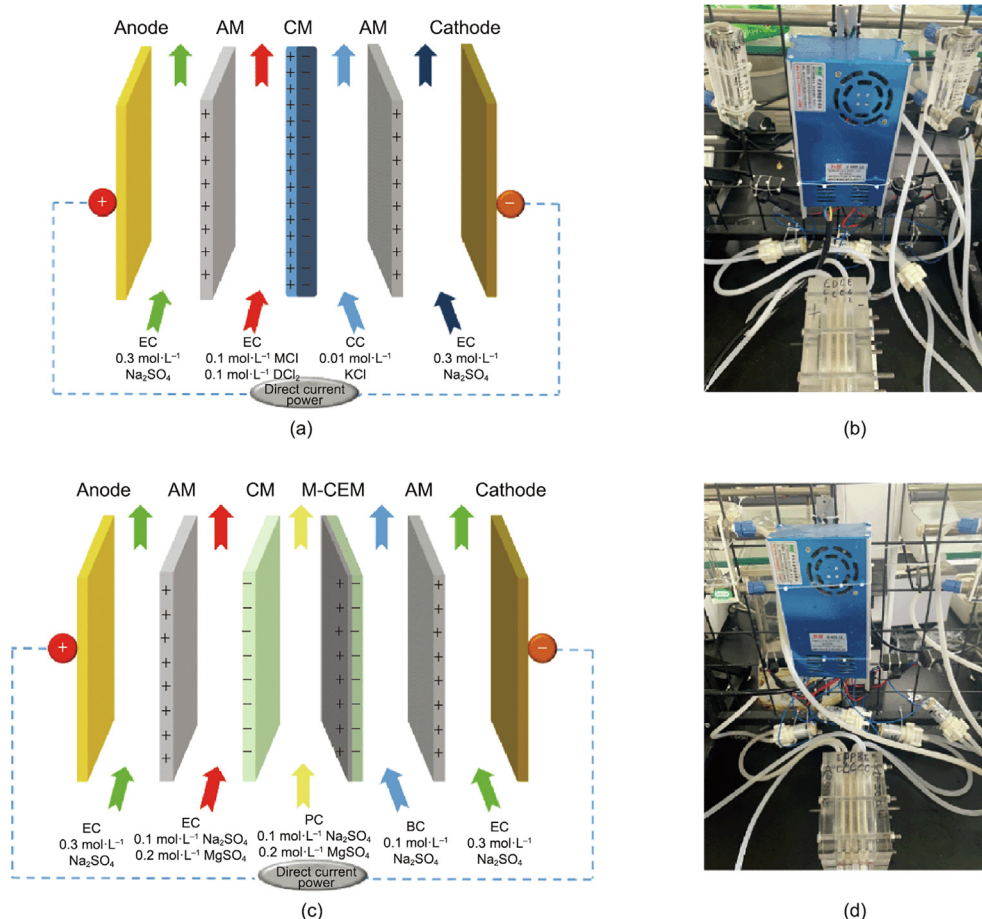 Anode AM CM AM Cathode
+ −
EC EC CC EC
0.3 mol·L⁻¹ 0.1 mol·L⁻¹ MCl 0.01 mol·L⁻¹ 0.3 mol·L⁻¹
Na₂SO₄ 0.1 mol·L⁻¹ DCl₂ KCl Na₂SO₄
Direct current
power
(a)
(b)
Anode AM CM M-CEM AM Cathode
+ −
EC EC PC BC EC
0.3 mol·L⁻¹ 0.1 mol·L⁻¹ Na₂SO₄ 0.1 mol·L⁻¹ Na₂SO₄ 0.1 mol·L⁻¹ 0.3 mol·L⁻¹
Na₂SO₄ 0.2 mol·L⁻¹ MgSO₄ 0.2 mol·L⁻¹ MgSO₄ Na₂SO₄ Na₂SO₄
Direct current
power
(c)
(d)